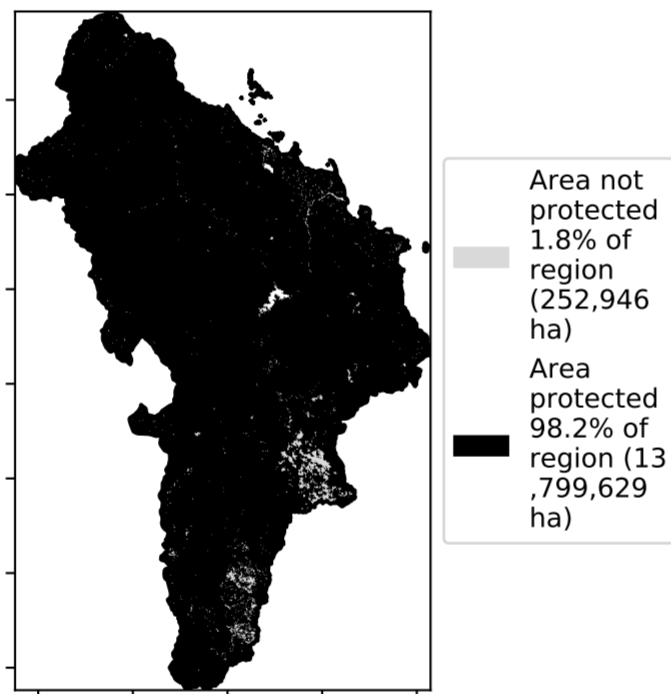 Area not
protected
1.8% of
region
(252,946
ha)
Area
protected
98.2% of
region (13
,799,629
ha)